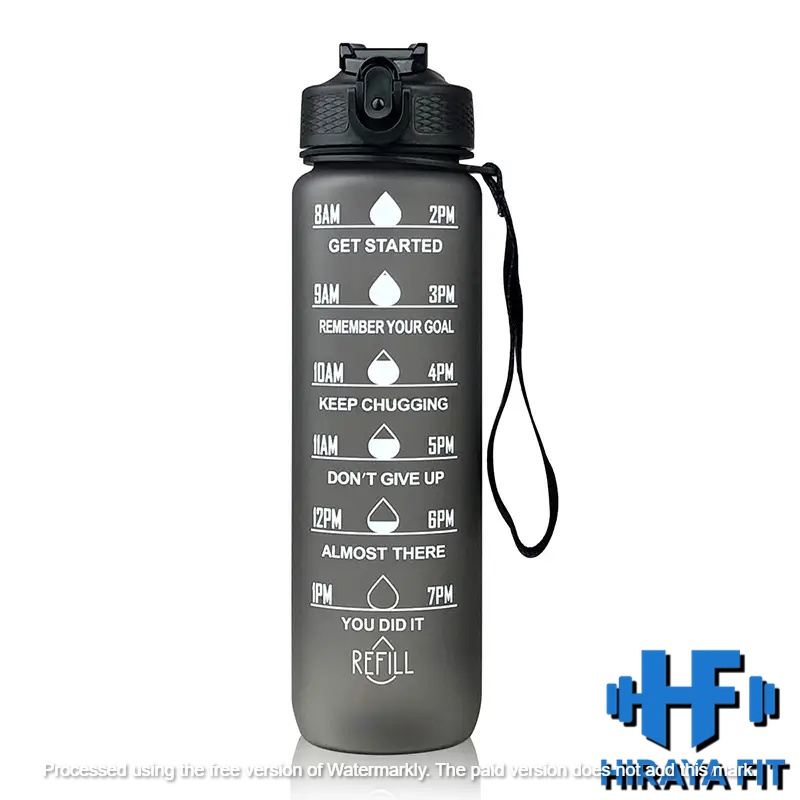 HF
8AM 2PM
GET STARTED
9AM 3PM
REMEMBER YOUR GOAL
10AM 4PM
KEEP CHUGGING
11AM 5PM
DON'T GIVE UP
12PM 6PM
ALMOST THERE
1PM 7PM
YOU DID IT
REFILL
HIRAYA FIT
Processed using the free version of Watermarkly. The paid version does not add this mark.